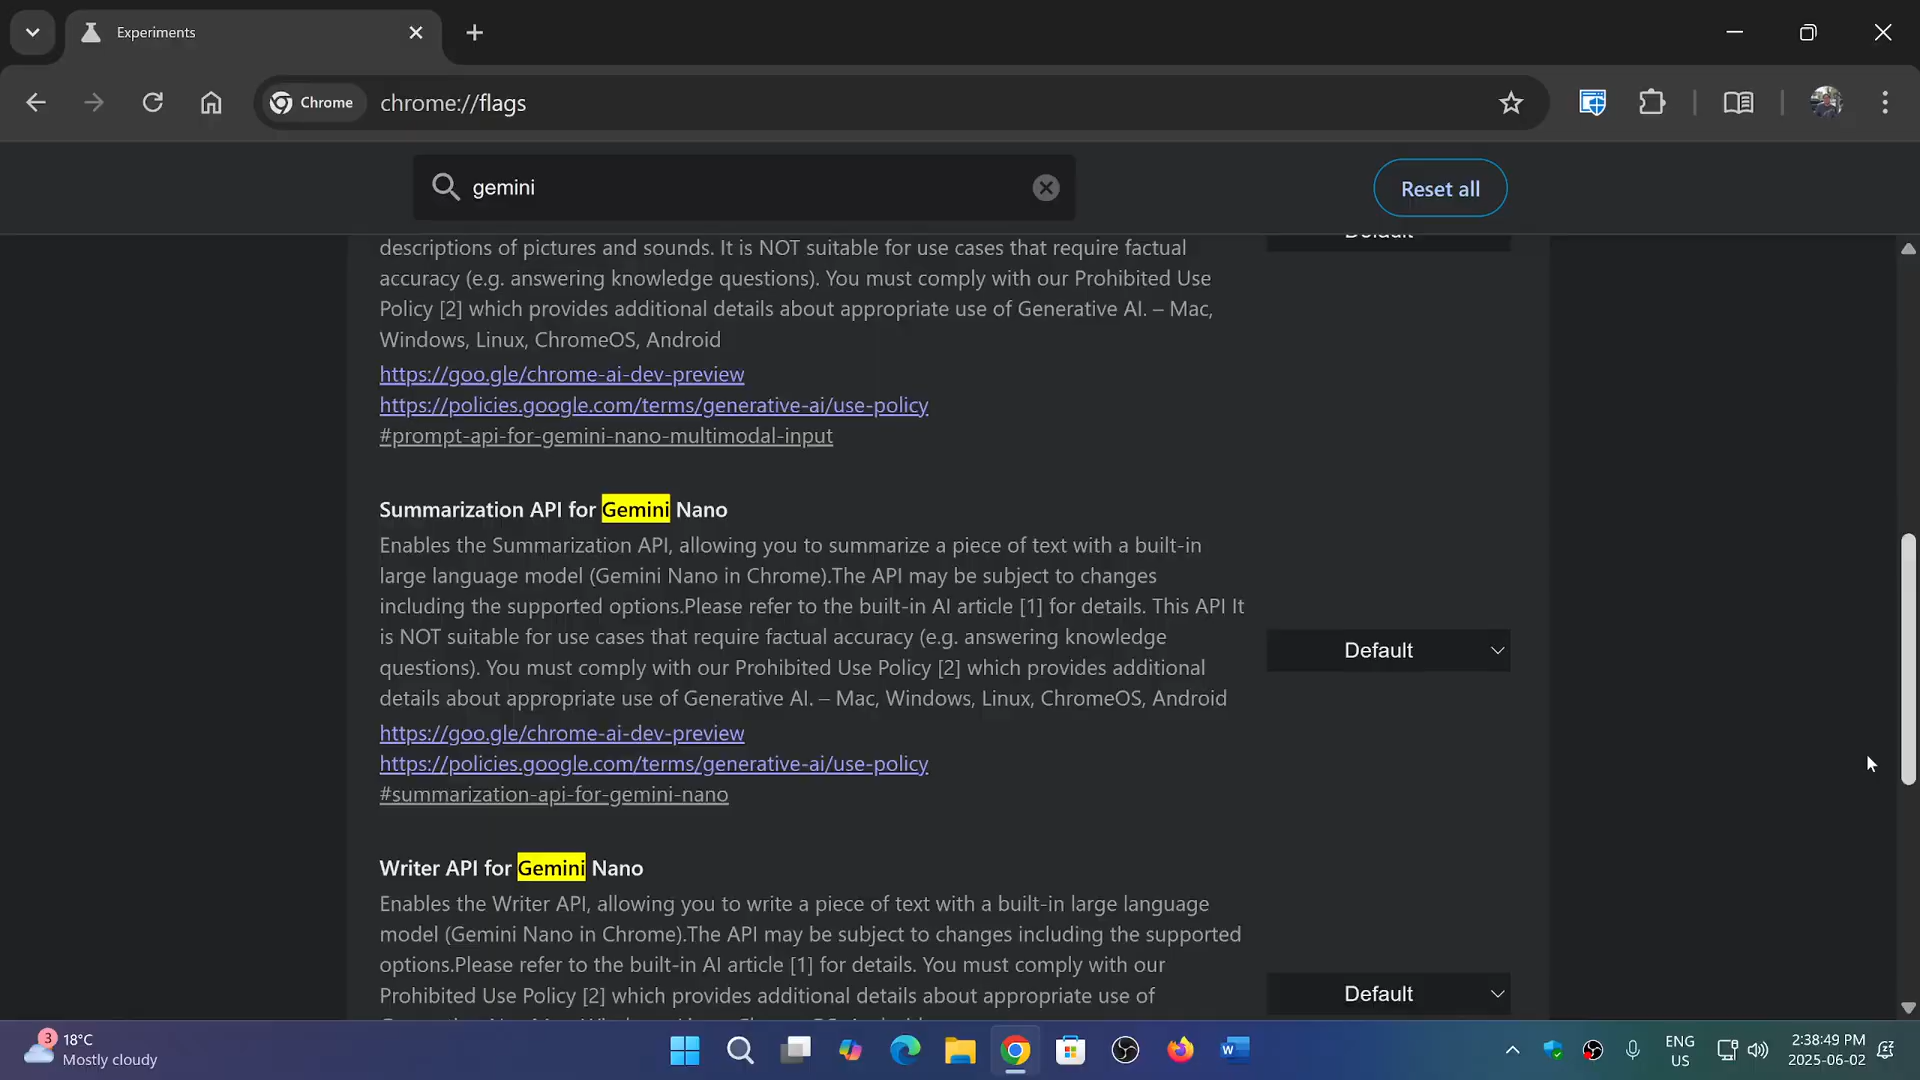 Experiments
Chrome
chrome://flags
gemini
Reset all
descriptions of pictures and sounds. It is NOT suitable for use cases that require factual
accuracy (e.g. answering knowledge questions). You must comply with our Prohibited Use
Policy [2] which provides additional details about appropriate use of Generative AI. – Mac,
Windows, Linux, ChromeOS, Android
https://goo.gle/chrome-ai-dev-preview
https://policies.google.com/terms/generative-ai/use-policy
#prompt-api-for-gemini-nano-multimodal-input
Default
Summarization API for Gemini Nano
Enables the Summarization API, allowing you to summarize a piece of text with a built-in
large language model (Gemini Nano in Chrome).The API may be subject to changes
including the supported options.Please refer to the built-in AI article [1] for details. This API It
is NOT suitable for use cases that require factual accuracy (e.g. answering knowledge
questions). You must comply with our Prohibited Use Policy [2] which provides additional
details about appropriate use of Generative AI. – Mac, Windows, Linux, ChromeOS, Android
https://goo.gle/chrome-ai-dev-preview
https://policies.google.com/terms/generative-ai/use-policy
#summarization-api-for-gemini-nano
Default
Writer API for Gemini Nano
Enables the Writer API, allowing you to write a piece of text with a built-in large language
model (Gemini Nano in Chrome).The API may be subject to changes including the supported
options.Please refer to the built-in AI article [1] for details. You must comply with our
Prohibited Use Policy [2] which provides additional details about appropriate use of
Default
3
18°C
Mostly cloudy
W
ENG
US
2:38:49 PM
2025-06-02